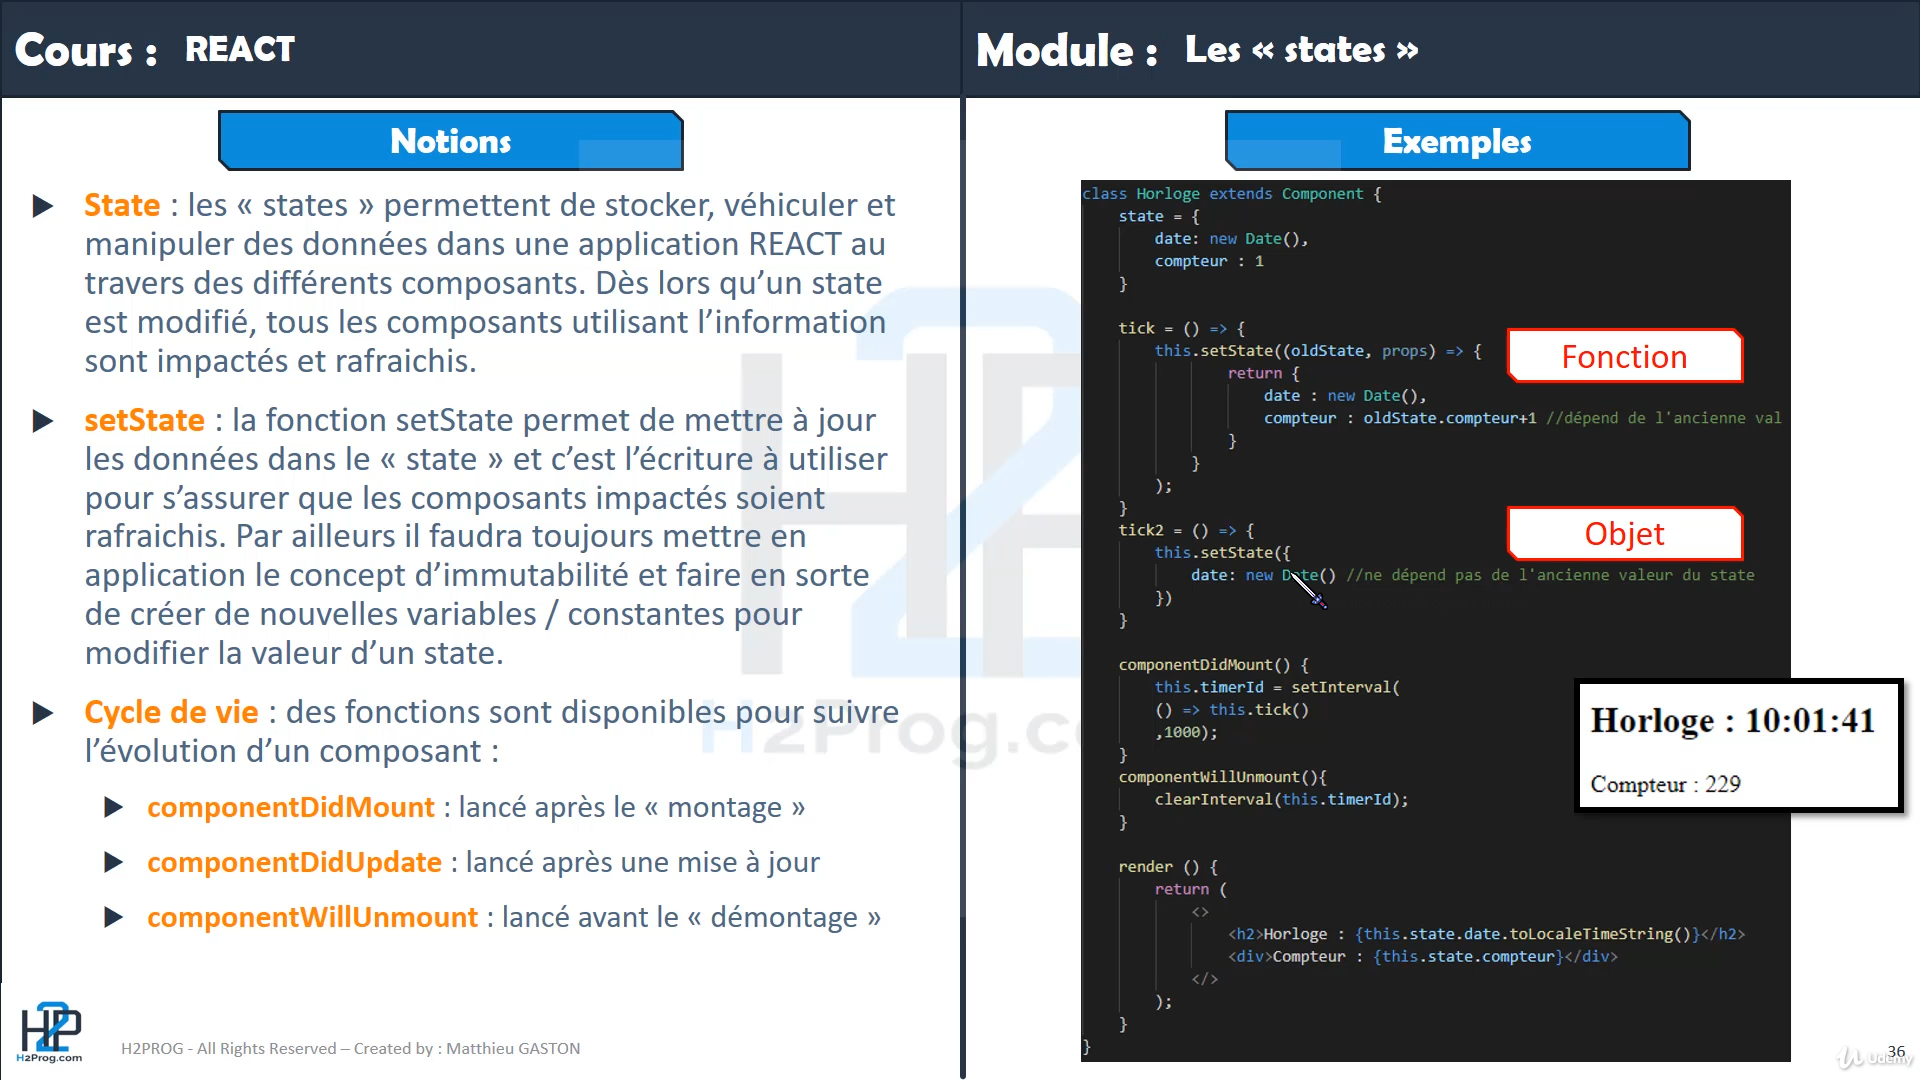 Cours : REACT
Module : Les « states »
Notions
State : les « states » permettent de stocker, véhiculer et
manipuler des données dans une application REACT au
travers des différents composants. Dès lors qu’un state
est modifié, tous les composants utilisant l’information
sont impactés et rafraichis.
setState : la fonction setState permet de mettre à jour
les données dans le « state » et c’est l’écriture à utiliser
pour s’assurer que les composants impactés soient
rafraichis. Par ailleurs il faudra toujours mettre en
application le concept d’immutabilité et faire en sorte
de créer de nouvelles variables / constantes pour
modifier la valeur d’un state.
Cycle de vie : des fonctions sont disponibles pour suivre
l’évolution d’un composant :
componentDidMount : lancé après le « montage »
componentDidUpdate : lancé après une mise à jour
componentWillUnmount : lancé avant le « démontage »
Exemples
class Horloge extends Component {
state = {
date: new Date(),
compteur : 1
}
tick = () => {
this.setState((oldState, props) => {
return {
date : new Date(),
compteur : oldState.compteur+1 //dépend de l'ancienne val
}
}
);
}
tick2 = () => {
this.setState({
date: new Date() //ne dépend pas de l'ancienne valeur du state
})
}
componentDidMount() {
this.timerId = setInterval(
() => this.tick()
,1000);
}
componentWillUnmount(){
clearInterval(this.timerId);
}
render () {
return (
<>
<h2>Horloge : {this.state.date.toLocaleTimeString()}</h2>
<div>Compteur : {this.state.compteur}</div>
</>
);
}
}
Fonction
Objet
Horloge : 10:01:41
Compteur : 229
H2Prog.c
H2P
H2Prog.com
H2PROG - All Rights Reserved – Created by : Matthieu GASTON
36
Udemy